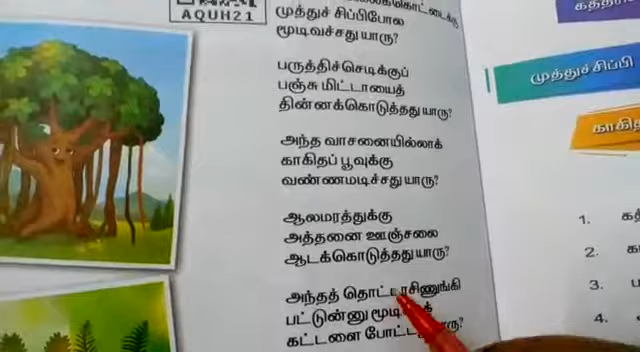 AQUH21
முத்துச் சிப்பிபோல
மூடிவச்சது யாரு?
பருத்திச்செடிக்குப்
பஞ்சு மிட்டாயைத்
தின்னக்கொடுத்தது யாரு?
அந்த வாசனையில்லாக்
காகிதப் பூவுக்கு
வண்ணமடிச்சது யாரு?
ஆலமரத்துக்கு
அத்தனை ஊஞ்சலை
ஆடக்கொடுத்தது யாரு?
அந்தத் தொட்டாசிணுங்கி
பட்டுன்னு
கட்டளை
முத்துச்சிப்பி
1.
2.
3.
4.